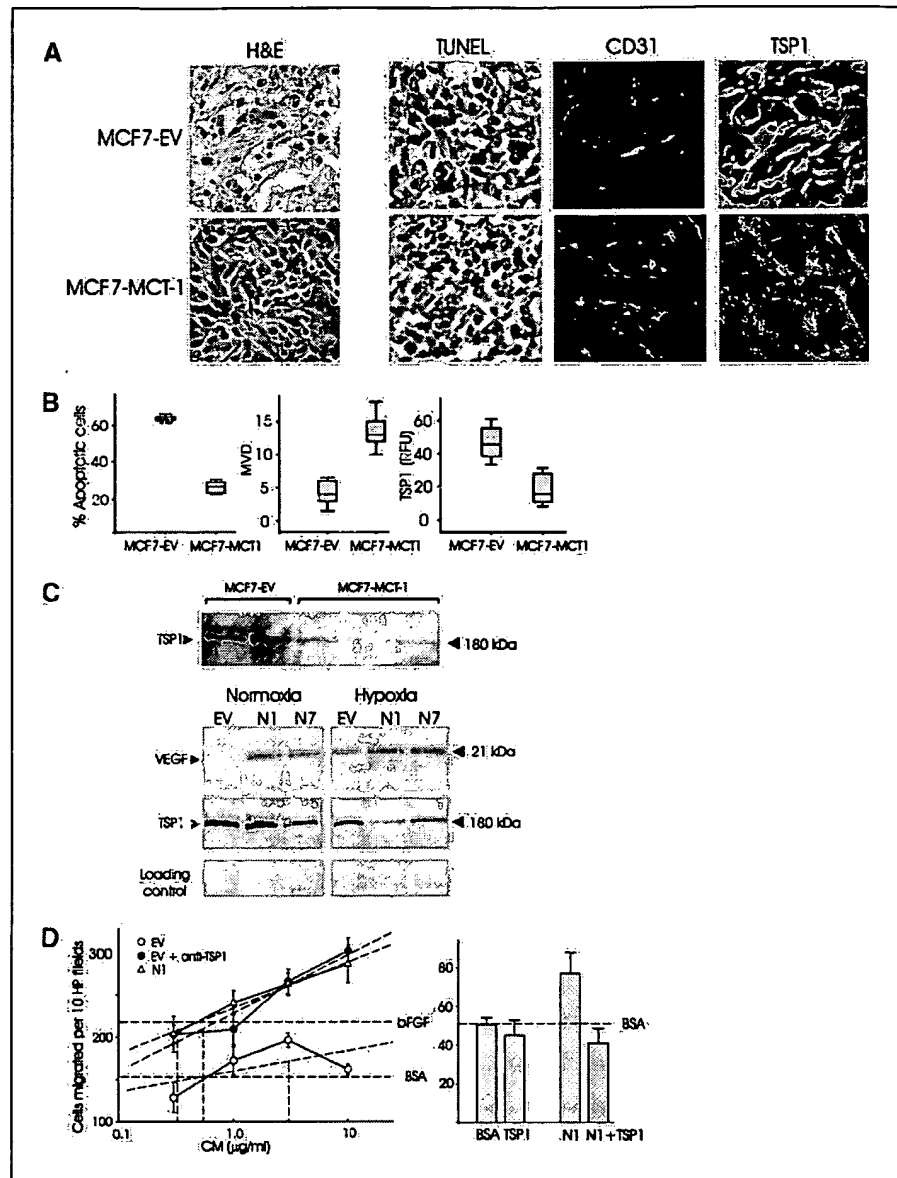 A
H&E TUNEL CD31 TSP1
MCF7-EV
MCF7-MCT-1
B
% Apoptotic cells
60
40
20
MCF7-EV MCF7-MCT1
MVD
15
10
5
0
MCF7-EV MCF7-MCT1
TSP1 (RFU)
60
40
20
0
MCF7-EV MCF7-MCT1
C
MCF7-EV MCF7-MCT-1
TSP1 180 kDa
Normoxia Hypoxia
EV N1 N7 EV N1 N7
VEGF 21 kDa
TSP1 180 kDa
Loading
control
D
Cells migrated per 10 HP fields
300
200
100
EV
EV + anti-TSP1
N1
bFGF
BSA
0.1 1.0 10
CM (µg/ml)
80
60
40
20
BSA
BSA TSP1 N1 N1+TSP1